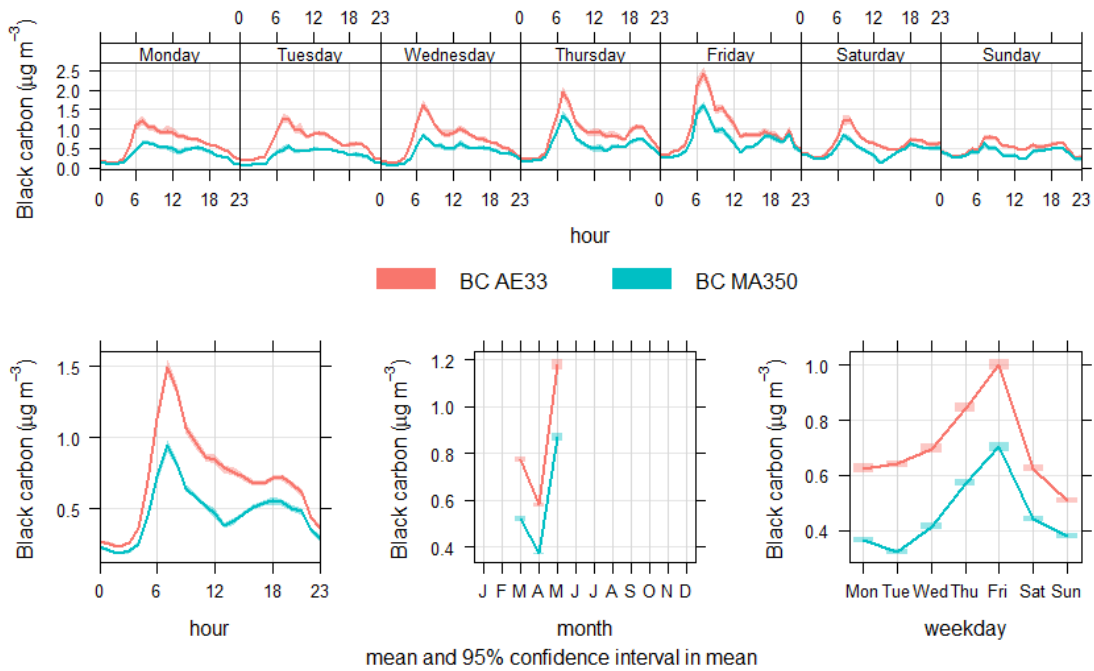 0 6 12 18 23 0 6 12 18 23 0 6 12 18 23
Monday Tuesday Wednesday Thursday Friday Saturday Sunday
Black carbon (μg m⁻³)
2.5
2.0
1.5
1.0
0.5
0.0
0 6 12 18 23 0 6 12 18 23 0 6 12 18 23 0 6 12 18 23
hour
BC AE33 BC MA350
Black carbon (μg m⁻³)
1.5
1.0
0.5
0 6 12 18 23
hour
Black carbon (μg m⁻³)
1.2
1.0
0.8
0.6
0.4
J F M A M J J A S O N D
month
Black carbon (μg m⁻³)
1.0
0.8
0.6
0.4
Mon Tue Wed Thu Fri Sat Sun
weekday
mean and 95% confidence interval in mean